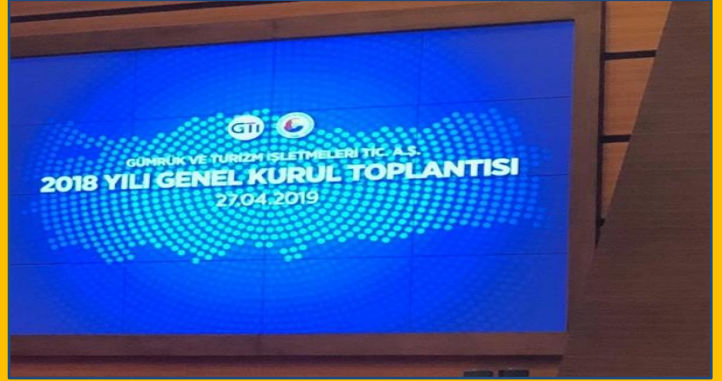 GTI
GÜMRÜK VE TURİZM İŞLETMELERİ TİC. A.Ş.
2018 YILI GENEL KURUL TOPLANTISI
27.04.2019